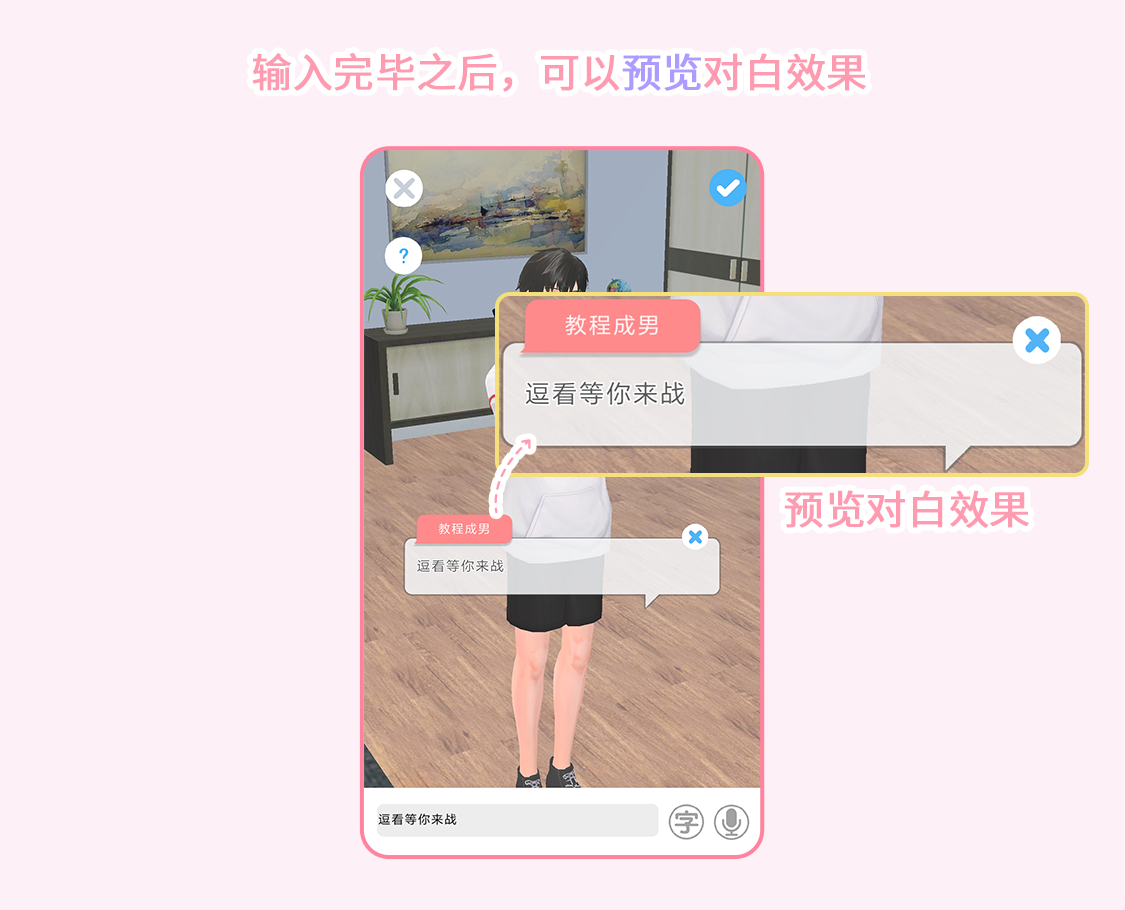 输入完毕之后，可以预览对白效果
?
教程成男
逗看等你来战
预览对白效果
教程成男
逗看等你来战
逗看等你来战
字